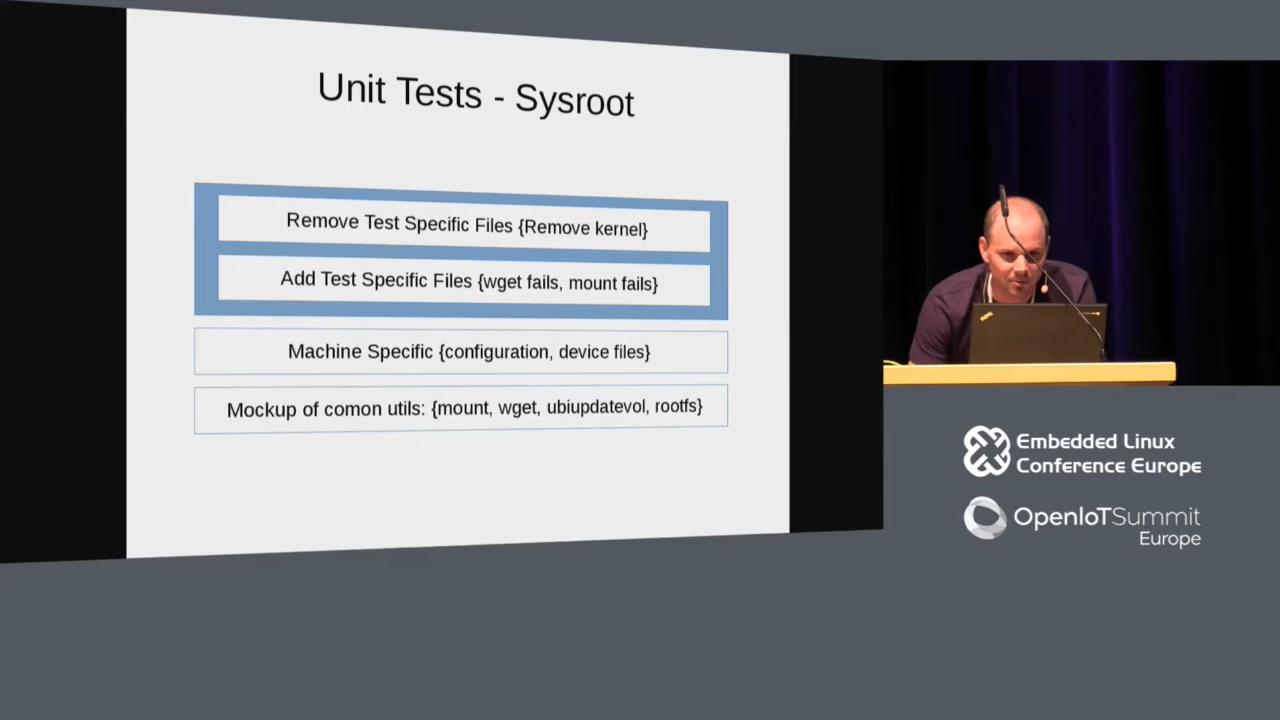 Unit Tests - Sysroot
Remove Test Specific Files {Remove kernel}
Add Test Specific Files {wget fails, mount fails}
Machine Specific {configuration, device files}
Mockup of comon utils: {mount, wget, ubiupdatevol, rootfs}
Embedded Linux
Conference Europe
OpenIoTSummit
Europe